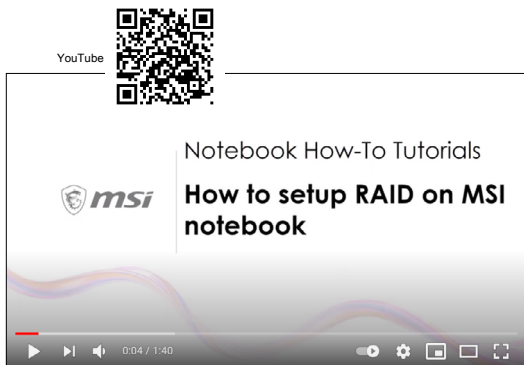 YouTube
Notebook How-To Tutorials
msi
How to setup RAID on MSI
notebook
0:04 / 1:40